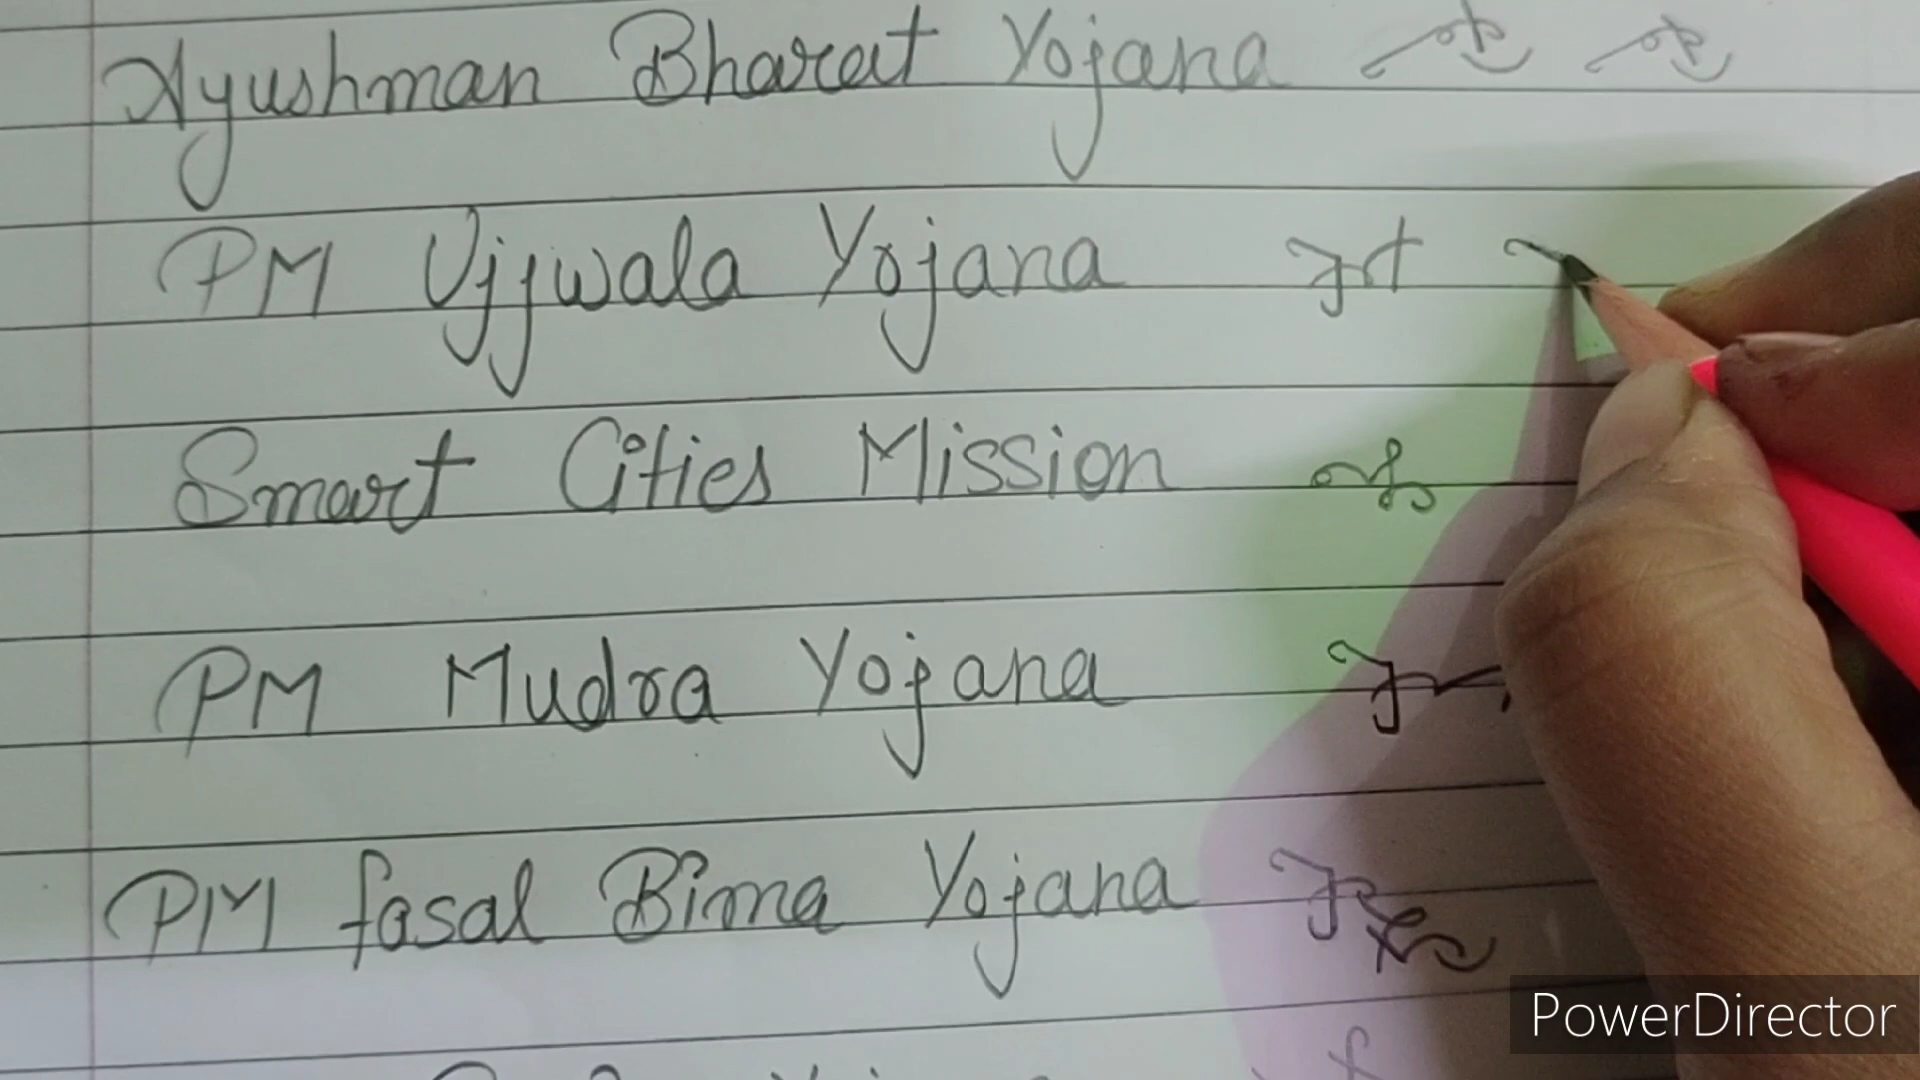 Ayushman Bharat Yojana
PM Ujjwala Yojana
Smart Cities Mission
PM Mudra Yojana
PM fasal Bima Yojana
PowerDirector